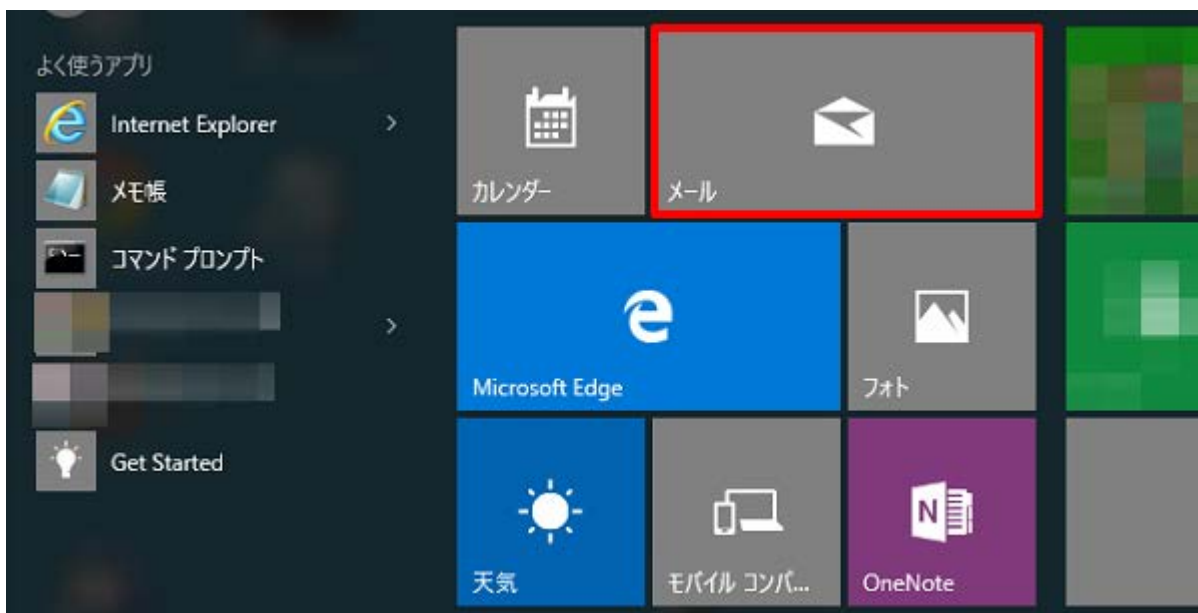 よく使うアプリ
Internet Explorer
メモ帳
コマンド プロンプト
Get Started
カレンダー
メール
Microsoft Edge
フォト
天気
モバイル コンパ...
OneNote